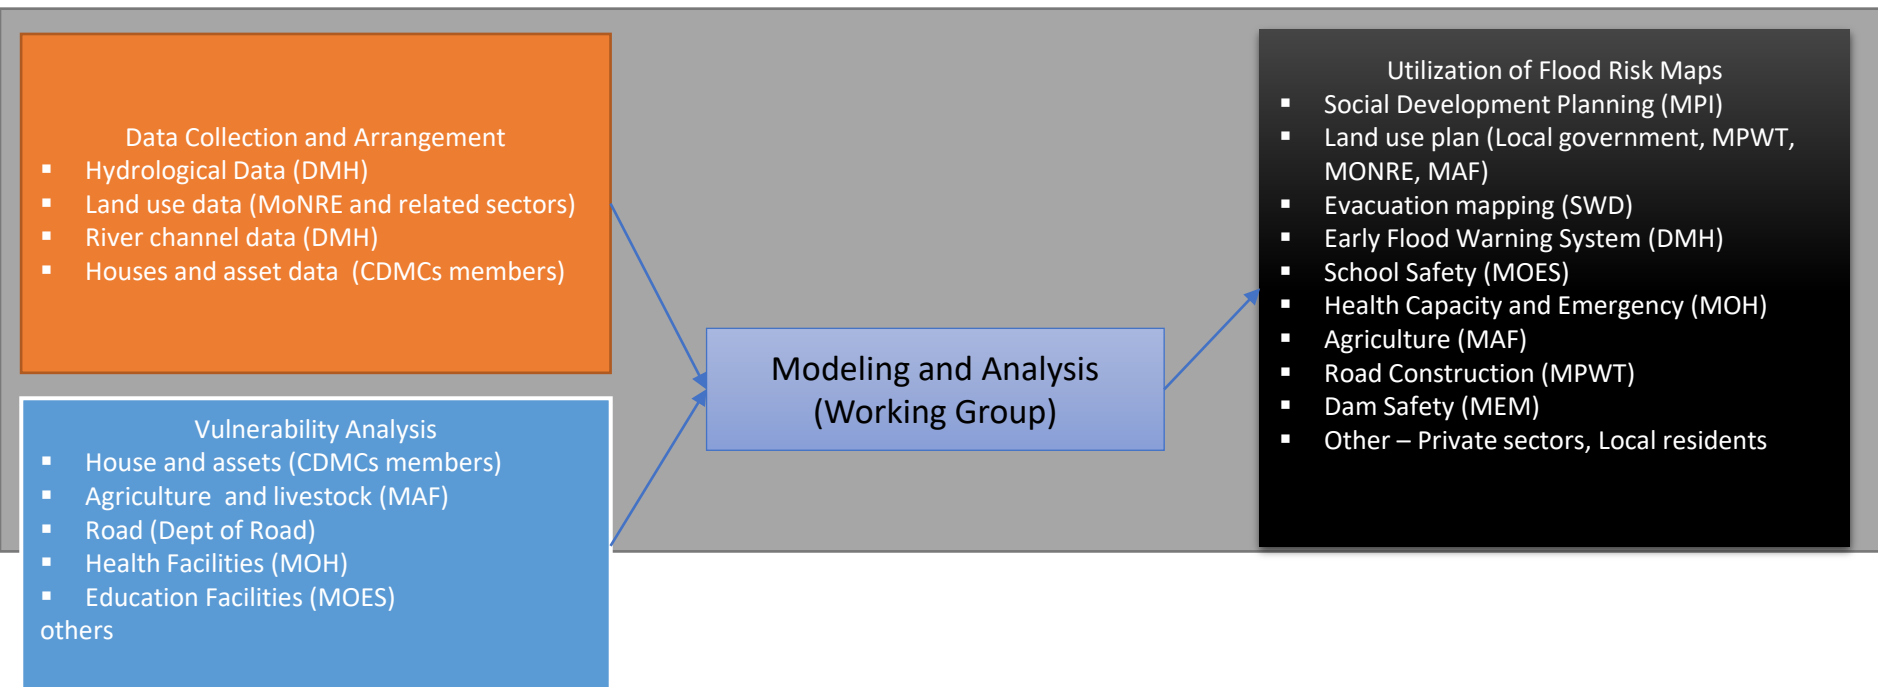 Data Collection and Arrangement
▪ Hydrological Data (DMH)
▪ Land use data (MoNRE and related sectors)
▪ River channel data (DMH)
▪ Houses and asset data (CDMCs members)
Vulnerability Analysis
▪ House and assets (CDMCs members)
▪ Agriculture and livestock (MAF)
▪ Road (Dept of Road)
▪ Health Facilities (MOH)
▪ Education Facilities (MOES)
others
Modeling and Analysis
(Working Group)
Utilization of Flood Risk Maps
▪ Social Development Planning (MPI)
▪ Land use plan (Local government, MPWT,
MONRE, MAF)
▪ Evacuation mapping (SWD)
▪ Early Flood Warning System (DMH)
▪ School Safety (MOES)
▪ Health Capacity and Emergency (MOH)
▪ Agriculture (MAF)
▪ Road Construction (MPWT)
▪ Dam Safety (MEM)
▪ Other – Private sectors, Local residents